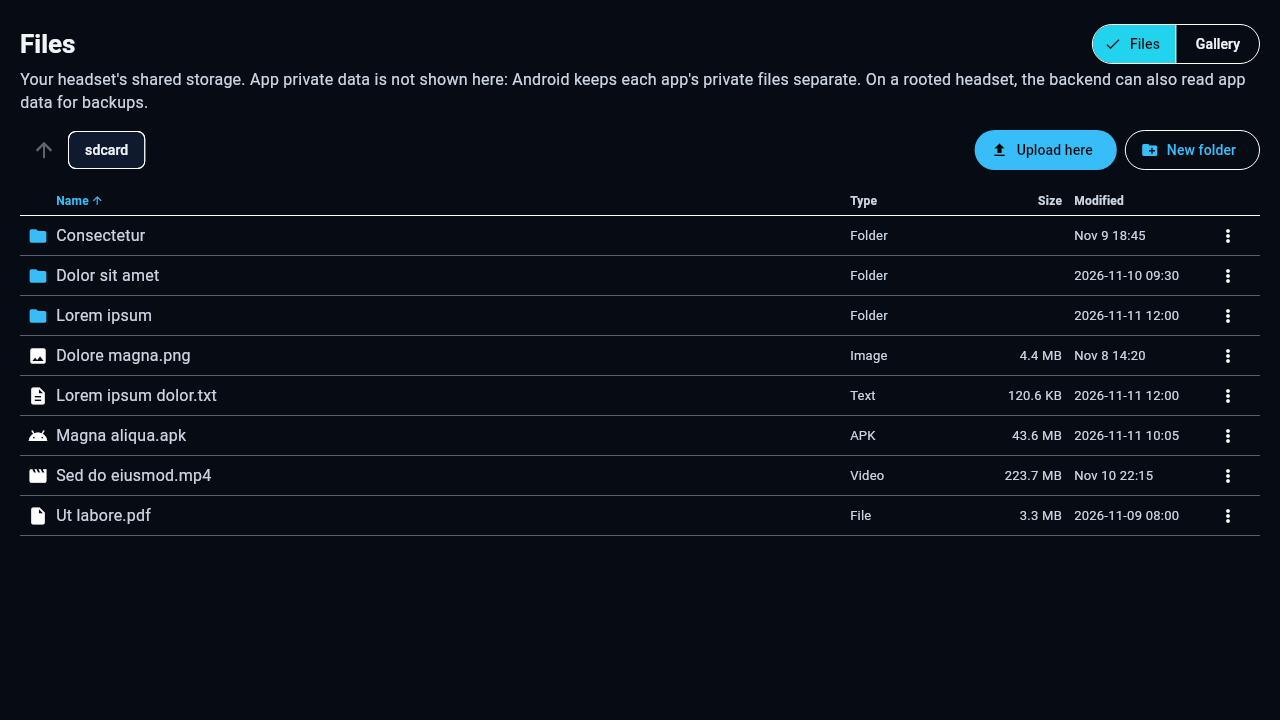 Files
Files
Gallery
Your headset's shared storage. App private data is not shown here: Android keeps each app's private files separate. On a rooted headset, the backend can also read app
data for backups.
sdcard
Upload here
New folder
Name Type Size Modified
Consectetur Folder Nov 9 18:45
Dolor sit amet Folder 2026-11-10 09:30
Lorem ipsum Folder 2026-11-11 12:00
Dolore magna.png Image 4.4 MB Nov 8 14:20
Lorem ipsum dolor.txt Text 120.6 KB 2026-11-11 12:00
Magna aliqua.apk APK 43.6 MB 2026-11-11 10:05
Sed do eiusmod.mp4 Video 223.7 MB Nov 10 22:15
Ut labore.pdf File 3.3 MB 2026-11-09 08:00